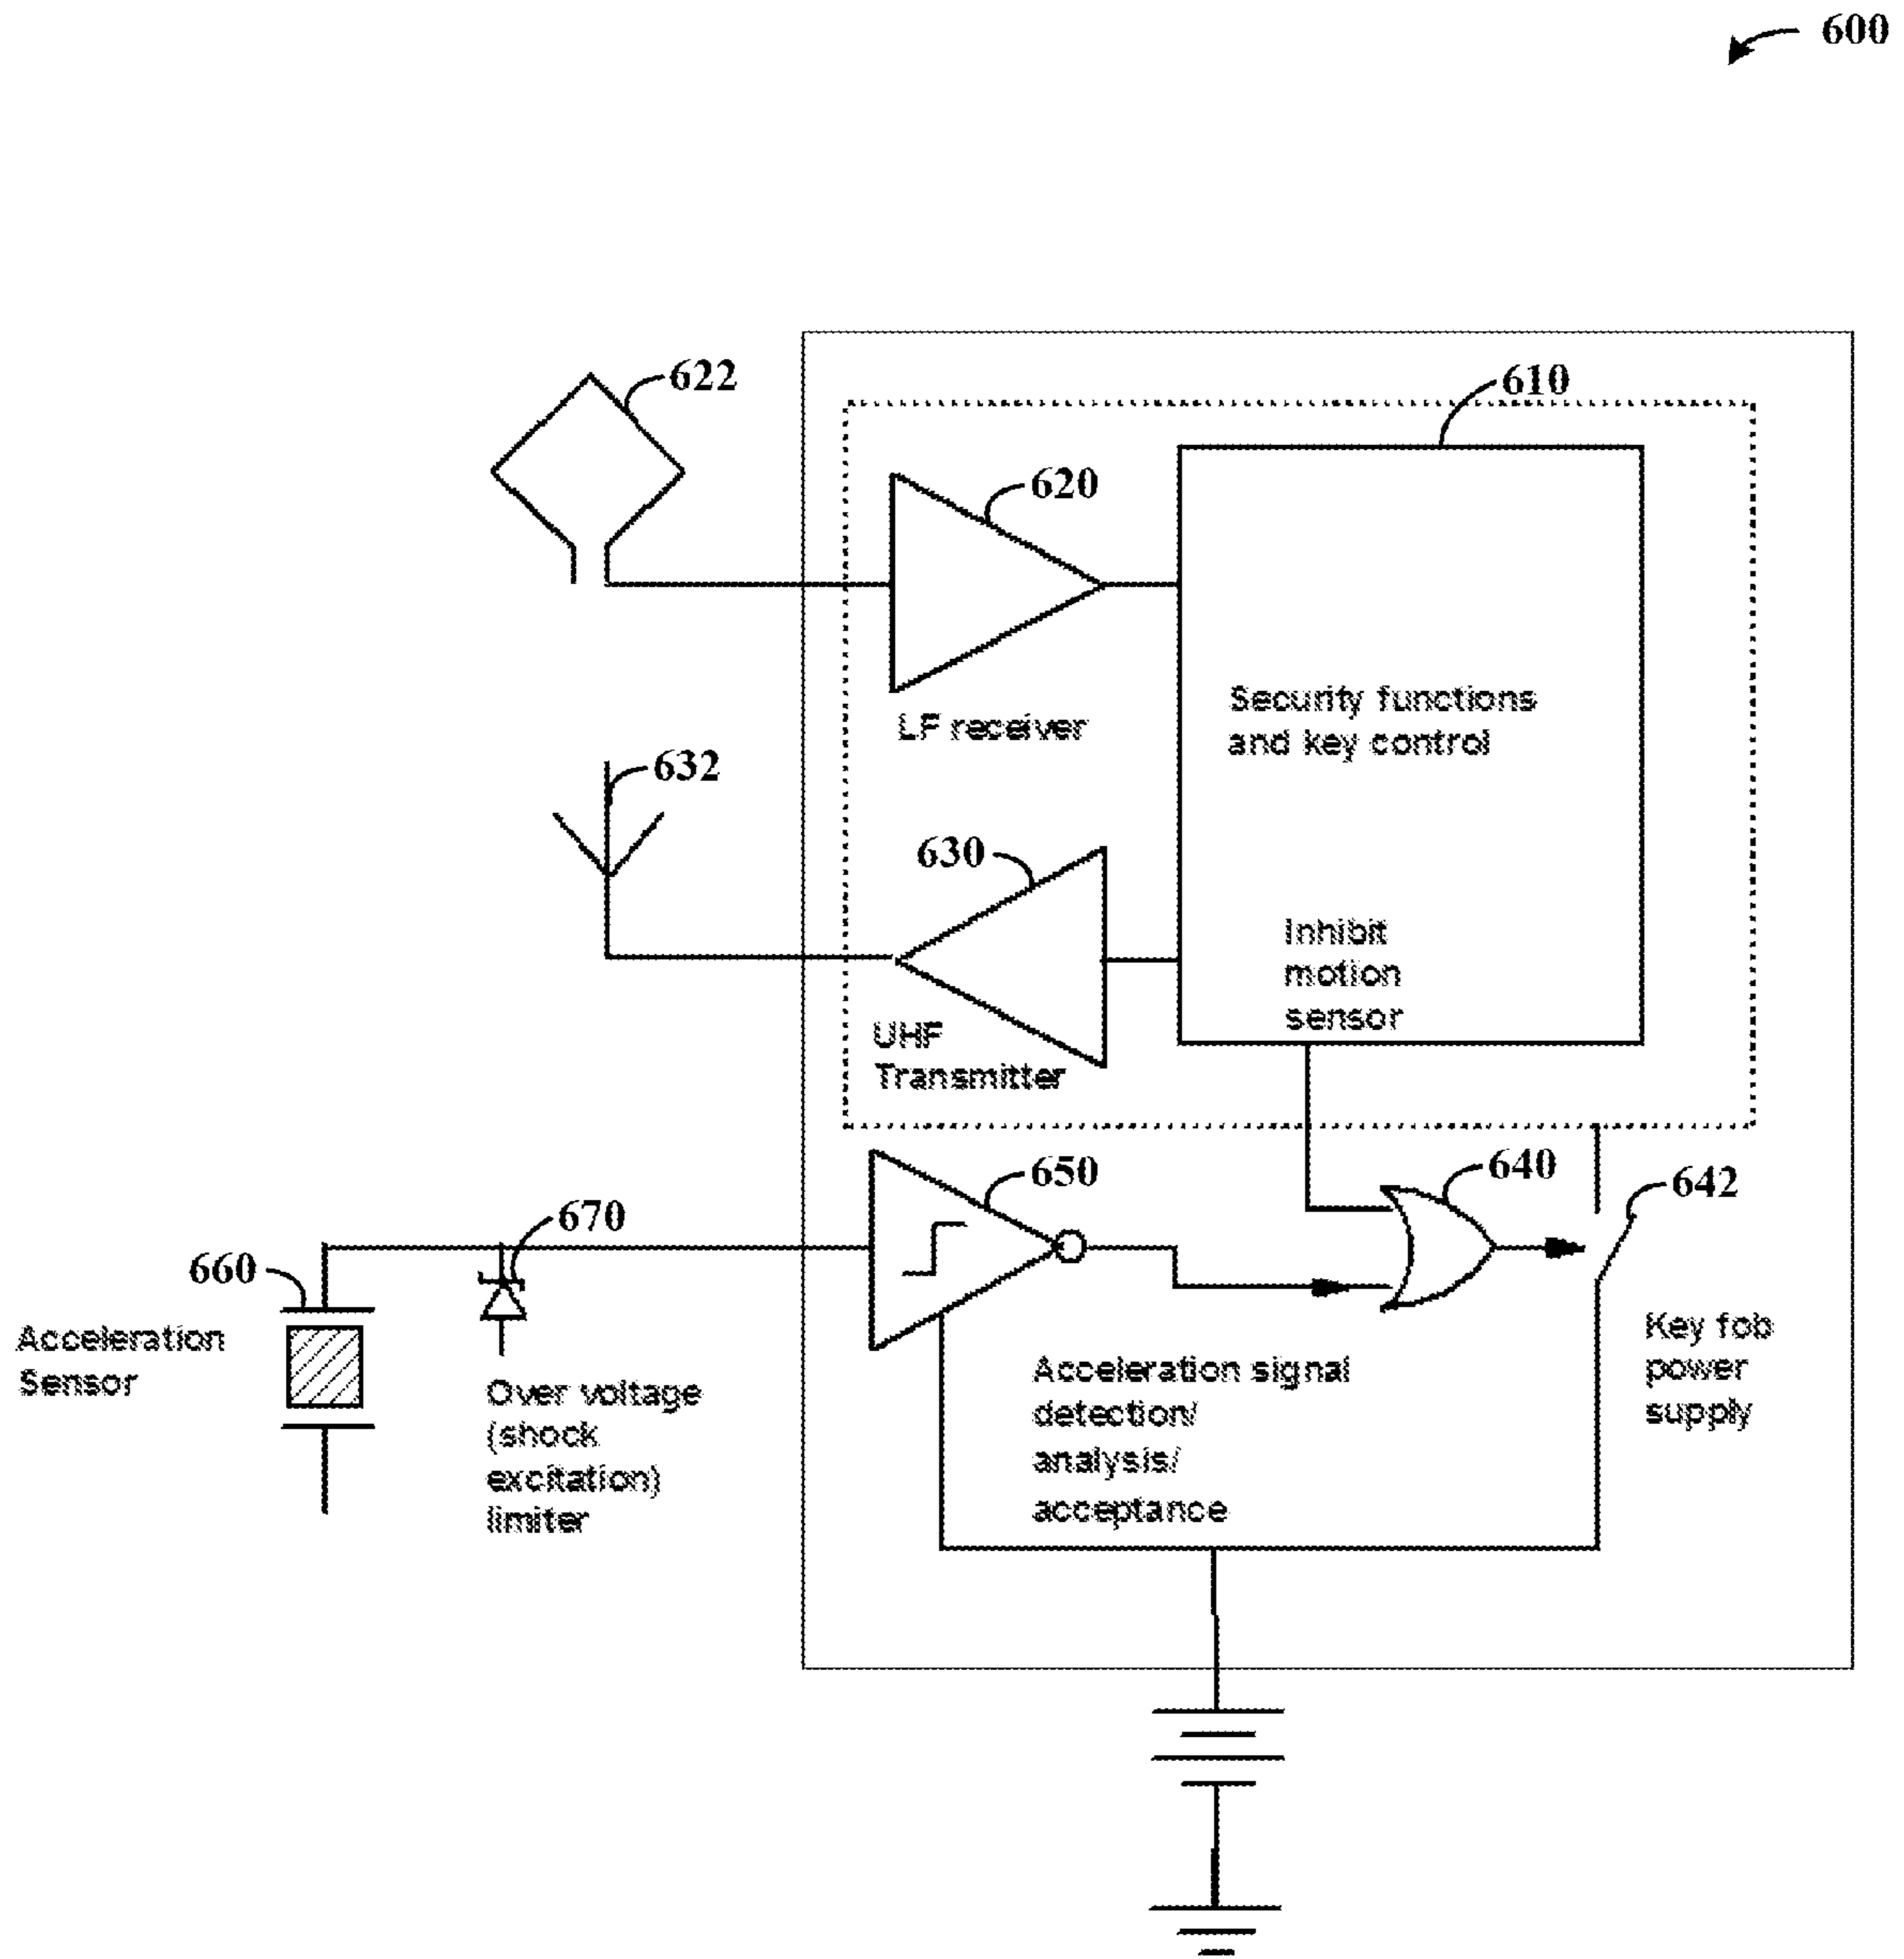 600
622
610
620
LF receiver
Security functions
and key control
632
630
UHF
Transmitter
Inhibit
motion
sensor
650
640
642
670
660
Acceleration
Sensor
Over voltage
(shock
excitation)
limiter
Acceleration signal
detection/
analysis/
acceptance
Key fob
power
supply